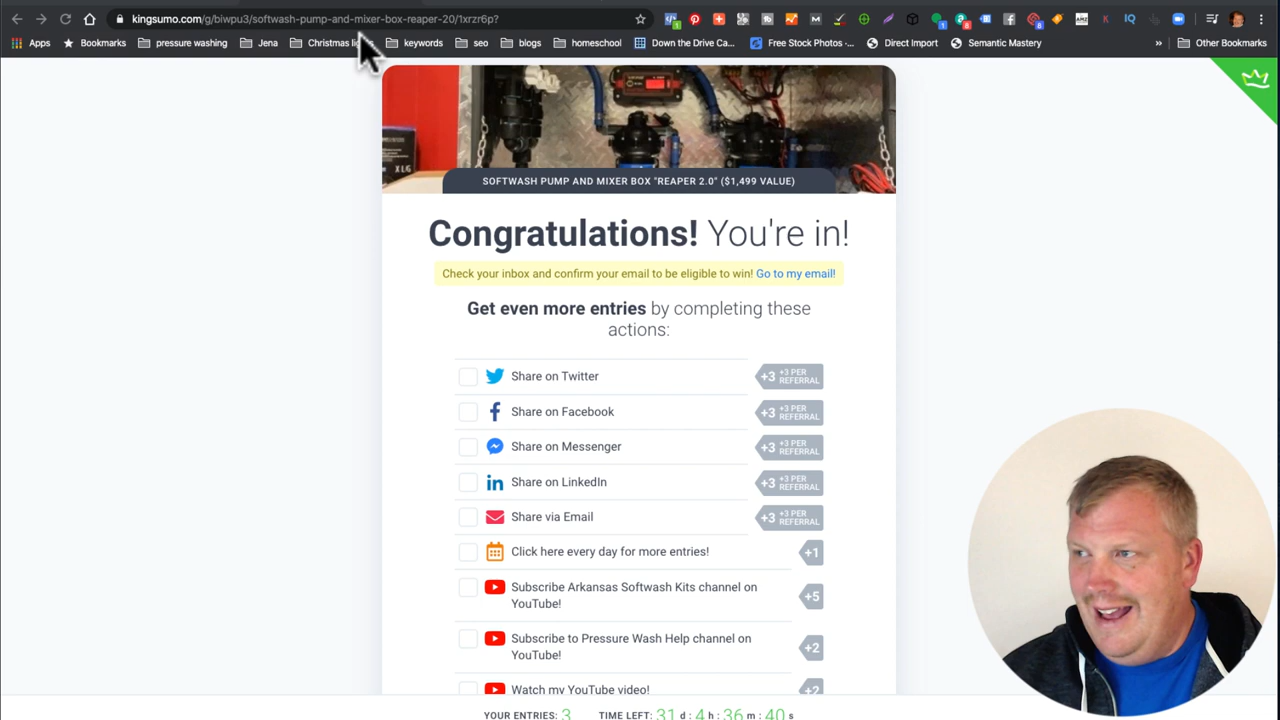 kingsumo.com/g/biwpu3/softwash-pump-and-mixer-box-reaper-20/1xrzr6p?
Apps Bookmarks pressure washing Jena Christmas keywords seo blogs homeschool Down the Drive Ca... Free Stock Photos -... Direct Import Semantic Mastery » Other Bookmarks
SOFTWASH PUMP AND MIXER BOX "REAPER 2.0" ($1,499 VALUE)
Congratulations! You're in!
Check your inbox and confirm your email to be eligible to win! Go to my email!
Get even more entries by completing these
actions:
Share on Twitter +3 +3 PER REFERRAL
Share on Facebook +3 +3 PER REFERRAL
Share on Messenger +3 +3 PER REFERRAL
Share on LinkedIn +3 +3 PER REFERRAL
Share via Email +3 +3 PER REFERRAL
Click here every day for more entries! +1
Subscribe Arkansas Softwash Kits channel on
YouTube! +5
Subscribe to Pressure Wash Help channel on
YouTube! +2
Watch my YouTube video! +2
YOUR ENTRIES: 3 TIME LEFT: 31 d : 4 h : 36 m : 40 s